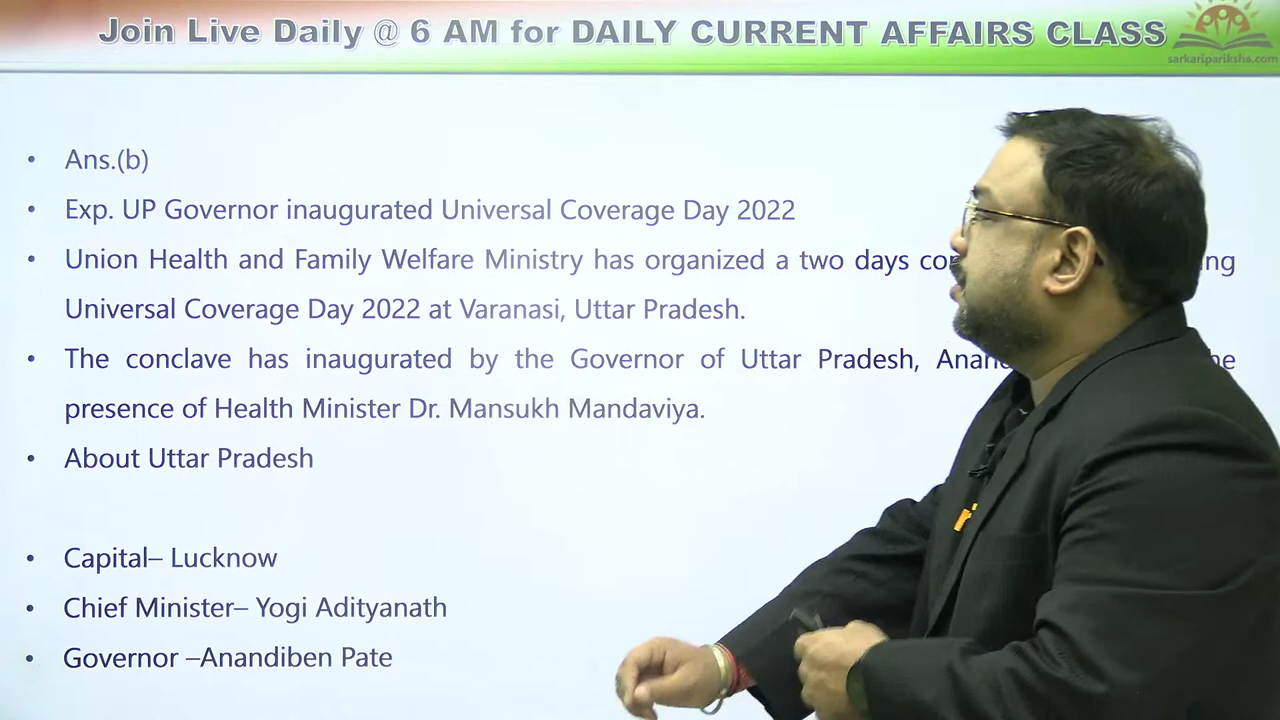 Join Live Daily @ 6 AM for DAILY CURRENT AFFAIRS CLASS
sarkaripariksha.com
• Ans.(b)
• Exp. UP Governor inaugurated Universal Coverage Day 2022
• Union Health and Family Welfare Ministry has organized a two days
Universal Coverage Day 2022 at Varanasi, Uttar Pradesh.
• The conclave has inaugurated by the Governor of Uttar Pradesh,
presence of Health Minister Dr. Mansukh Mandaviya.
• About Uttar Pradesh
• Capital– Lucknow
• Chief Minister– Yogi Adityanath
• Governor –Anandiben Pate